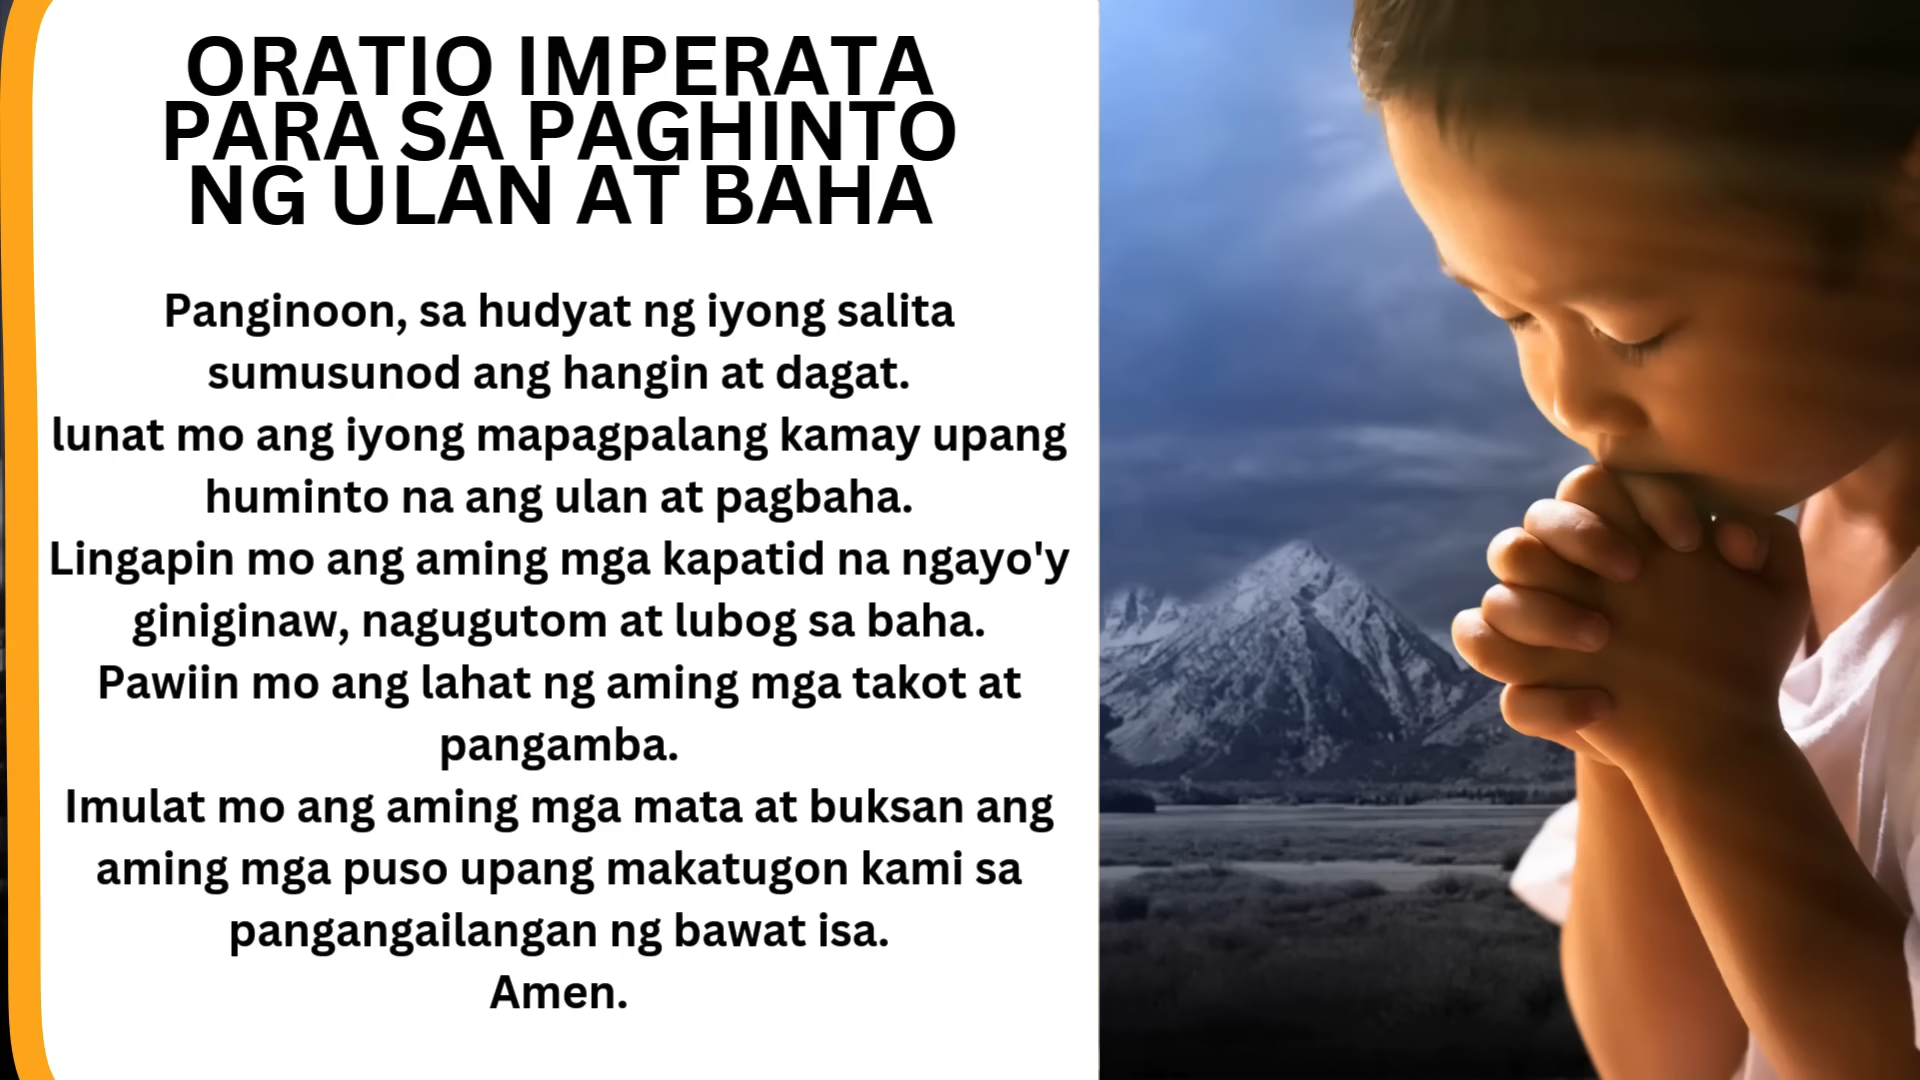 ORATIO IMPERATA
PARA SA PAGHINTO
NG ULAN AT BAHA
Panginoon, sa hudyat ng iyong salita
sumusunod ang hangin at dagat.
lunat mo ang iyong mapagpalang kamay upang
huminto na ang ulan at pagbaha.
Lingapin mo ang aming mga kapatid na ngayo'y
giniginaw, nagugutom at lubog sa baha.
Pawiin mo ang lahat ng aming mga takot at
pangamba.
Imulat mo ang aming mga mata at buksan ang
aming mga puso upang makatugon kami sa
pangangailangan ng bawat isa.
Amen.